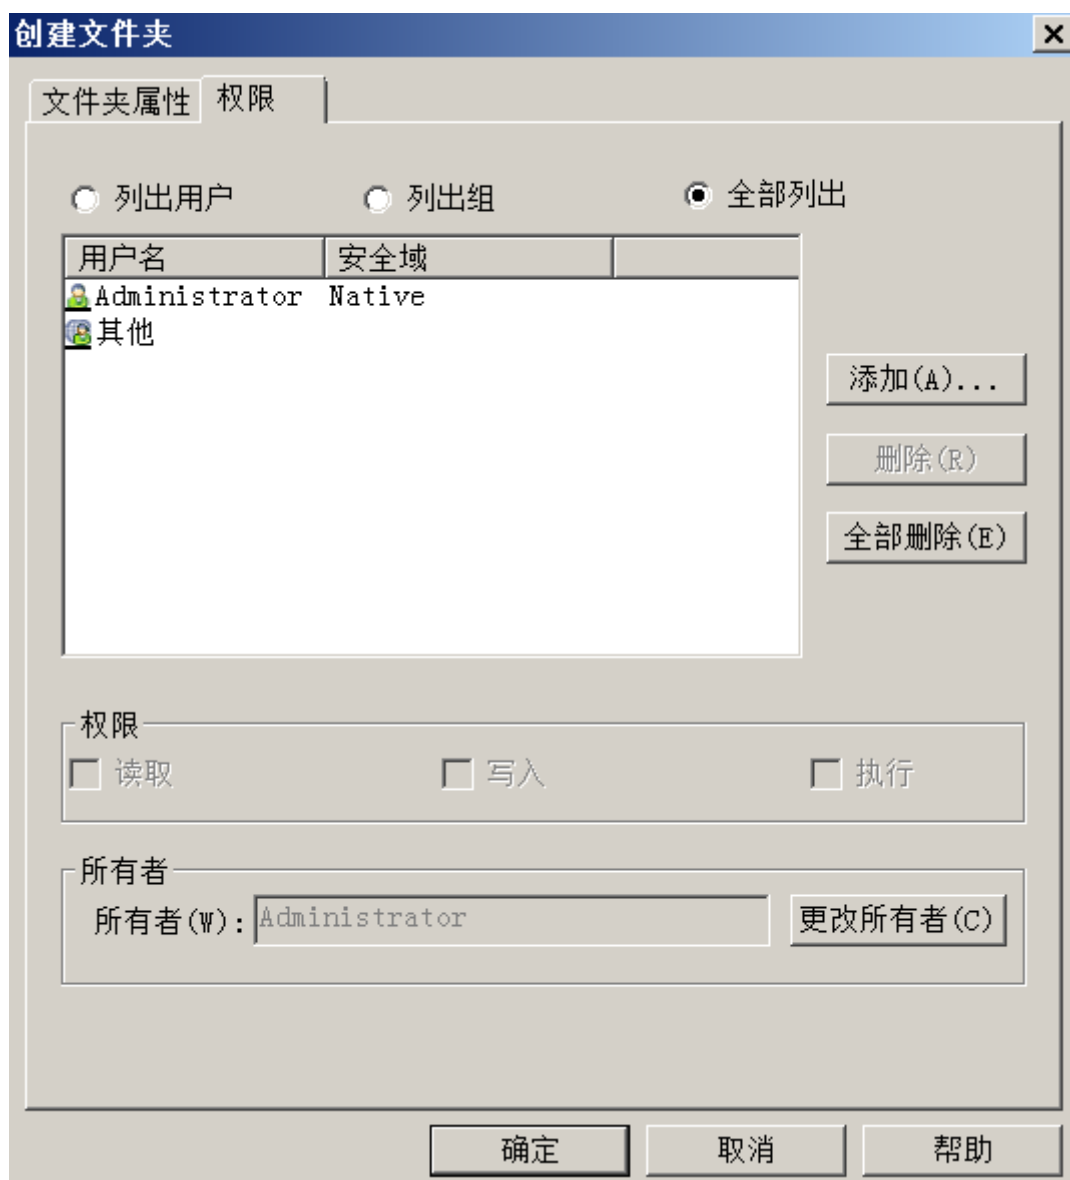 创建文件夹
文件夹属性 权限
列出用户 列出组 全部列出
用户名 安全域
Administrator Native
其他
添加(A)...
删除(R)
全部删除(E)
权限
读取 写入 执行
所有者
所有者(W): Administrator 更改所有者(C)
确定 取消 帮助